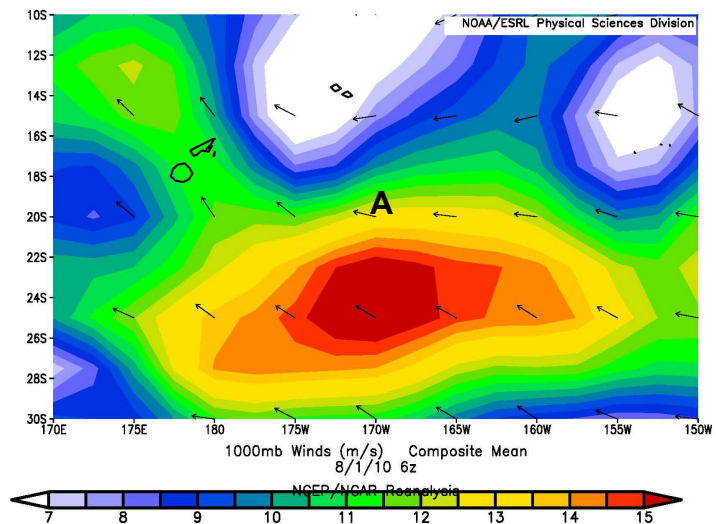 10S
NOAA/ESRL Physical Sciences Division
12S
14S
16S
18S
A
20S
22S
24S
26S
28S
30S
170E 175E 180 175W 170W 165W 160W 155W 150W
1000mb Winds (m/s) Composite Mean
8/1/10 6z
NCEP/NCAR Reanalysis
7 8 9 10 11 12 13 14 15